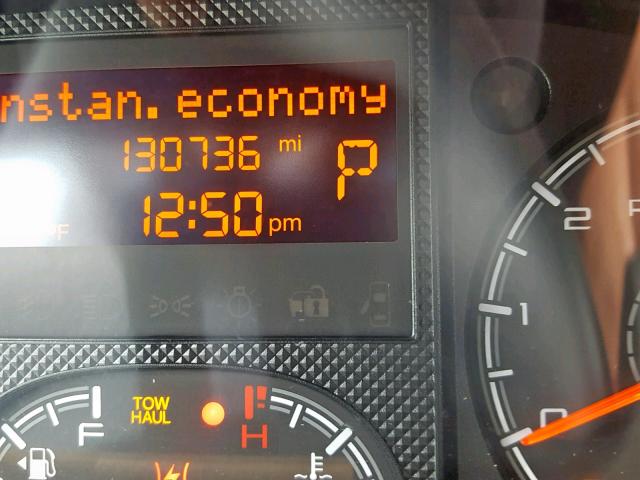 nstan. economy
130736 mi P
12:50 pm
F
2
1
0
TOW
HAUL
F
H